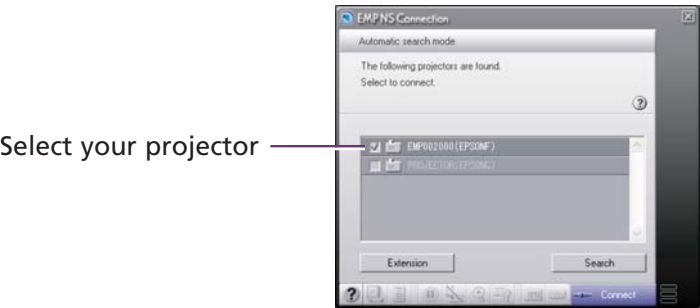 EMP NS Connection
Automatic search mode
The following projectors are found.
Select to connect.
?
Select your projector
EMP002000(EPSONF)
PROJECTOR(EPSONG)
Extension
Search
?
Connect